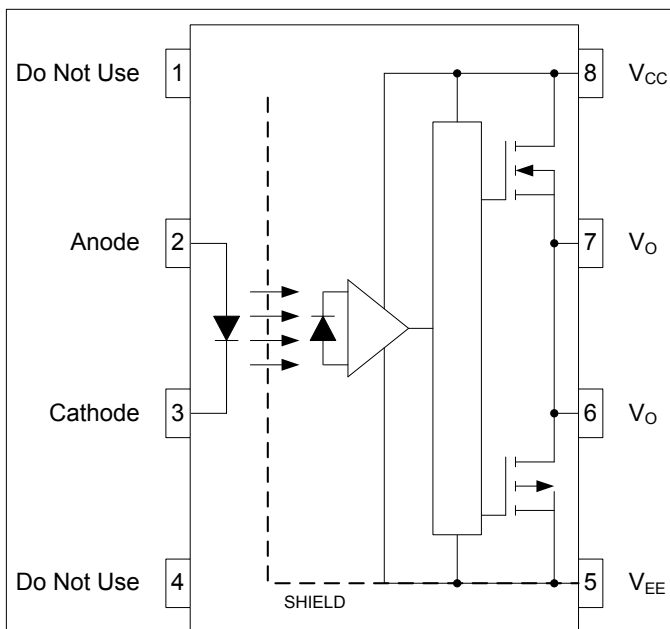 Do Not Use 1
8 VCC
Anode 2
7 VO
Cathode 3
6 VO
Do Not Use 4
5 VEE
SHIELD